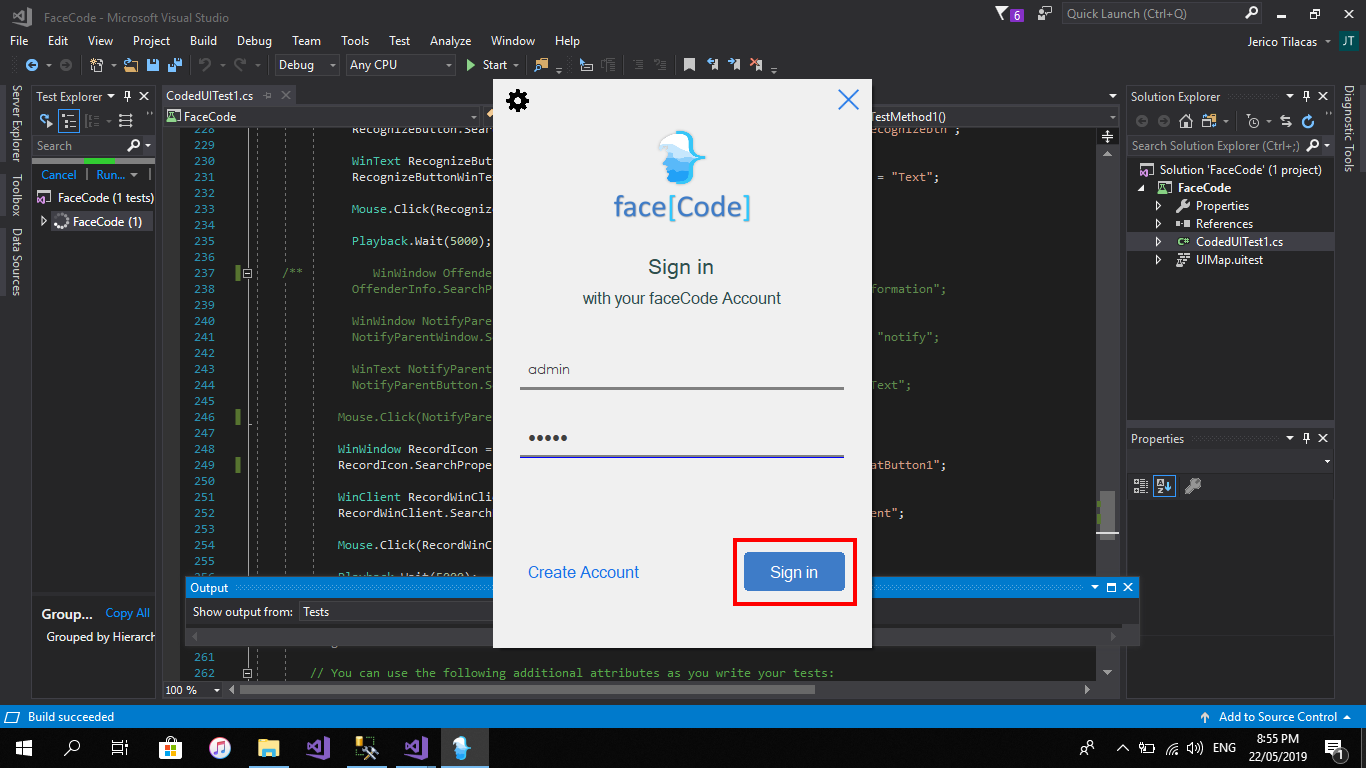 FaceCode - Microsoft Visual Studio
6
Quick Launch (Ctrl+Q)
File Edit View Project Build Debug Team Tools Test Analyze Window Help
Jerico Tilacas
JT
Debug
Any CPU
Start
Server Explorer
Toolbox
Data Sources
Test Explorer
Search
Cancel
Run...
FaceCode (1 tests)
FaceCode (1)
Group...
Copy All
Grouped by Hierarch
CodedUITest1.cs
FaceCode
TestMethod1()
228 RecognizeButton.Sear ecognizeBtn";
229
230 WinText RecognizeButt
231 RecognizeButtonWinTe = "Text";
232
233 Mouse.Click(Recogniz
234
235 Playback.Wait(5000);
236
237 /** WinWindow Offende
238 OffenderInfo.SearchP formation";
239
240 WinWindow NotifyPare
241 NotifyParentWindow.S "notify";
242
243 WinText NotifyParent
244 NotifyParentButton.S Text";
245
246 Mouse.Click(NotifyPare
247
248 WinWindow RecordIcon =
249 RecordIcon.SearchPrope atButton1";
250
251 WinClient RecordWinCli
252 RecordWinClient.Search ent";
253
254 Mouse.Click(RecordWinC
255
261
262 // You can use the following additional attributes as you write your tests:
100 %
face[Code]
Sign in
with your faceCode Account
admin
•••••
Create Account
Sign in
Output
Show output from:
Tests
Solution Explorer
Search Solution Explorer (Ctrl+;)
Solution 'FaceCode' (1 project)
FaceCode
Properties
References
C# CodedUITest1.cs
UIMap.uitest
Properties
Diagnostic Tools
Build succeeded
Add to Source Control
ENG
8:55 PM
22/05/2019
1